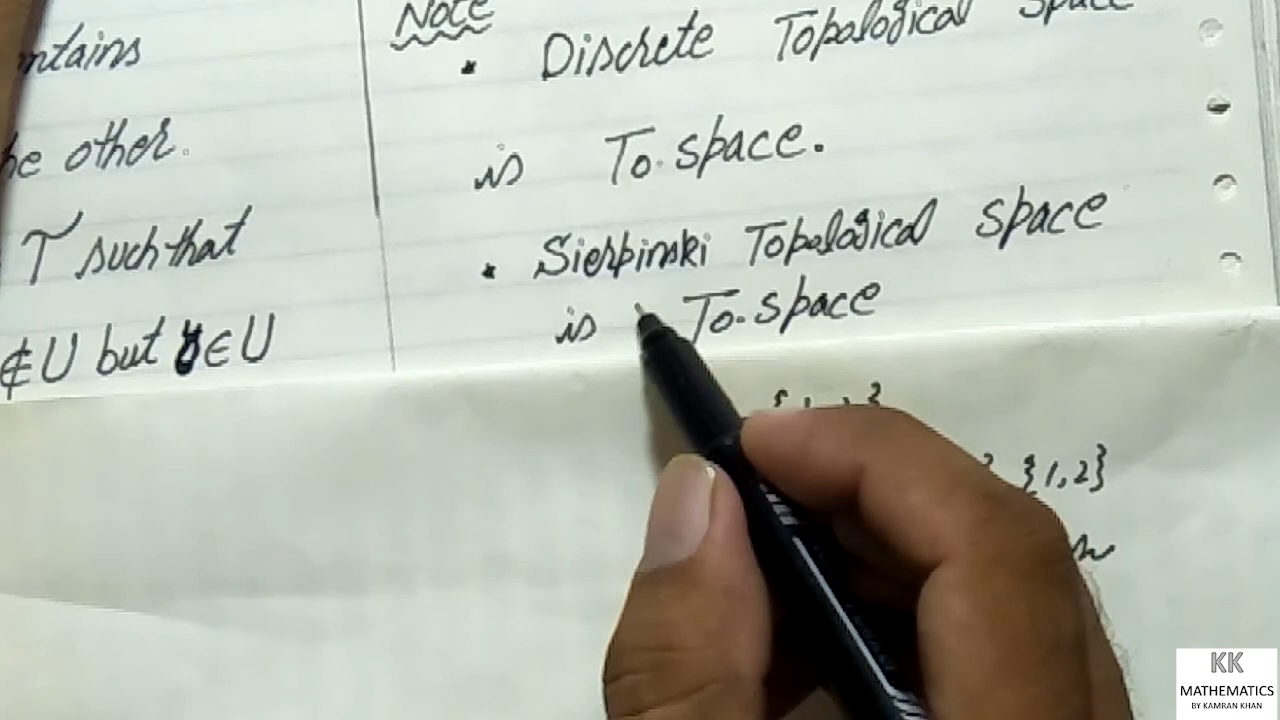 ntains
he other.
T such that
∉ U but y ∈ U
Note
• Discrete Topological Space
is To. space.
• Sierpinski Topological space
is To. space
{1,2}
KK
MATHEMATICS
BY KAMRAN KHAN